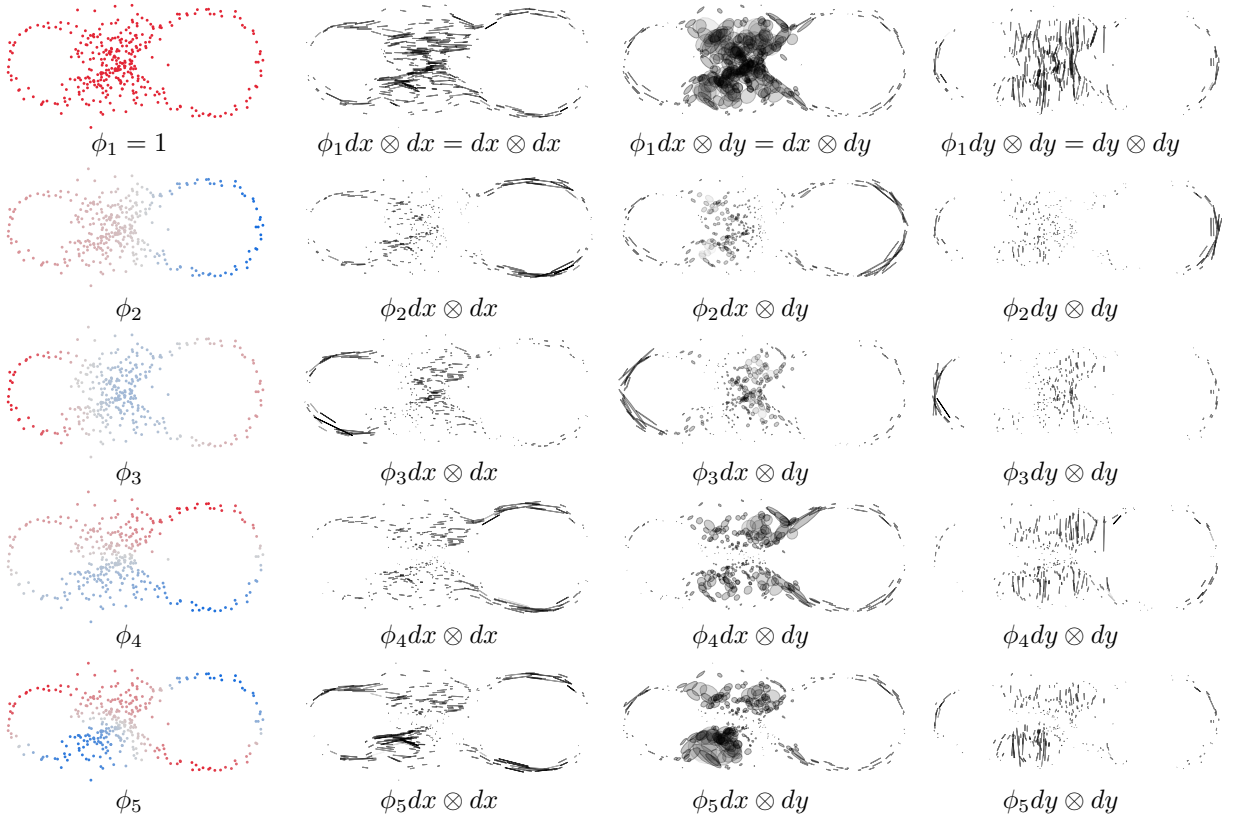 ϕ₁ = 1 ϕ₁dx ⊗ dx = dx ⊗ dx ϕ₁dx ⊗ dy = dx ⊗ dy ϕ₁dy ⊗ dy = dy ⊗ dy
ϕ₂ ϕ₂dx ⊗ dx ϕ₂dx ⊗ dy ϕ₂dy ⊗ dy
ϕ₃ ϕ₃dx ⊗ dx ϕ₃dx ⊗ dy ϕ₃dy ⊗ dy
ϕ₄ ϕ₄dx ⊗ dx ϕ₄dx ⊗ dy ϕ₄dy ⊗ dy
ϕ₅ ϕ₅dx ⊗ dx ϕ₅dx ⊗ dy ϕ₅dy ⊗ dy